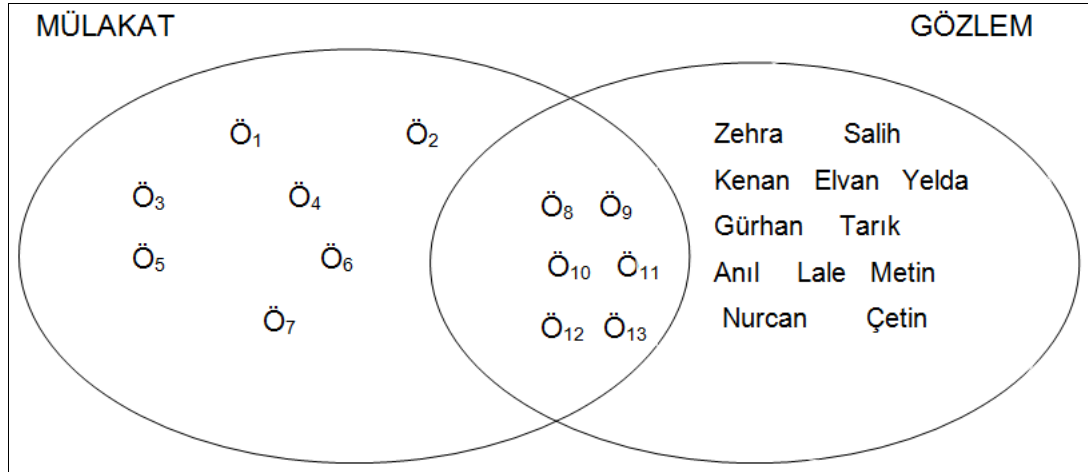 MÜLAKAT
GÖZLEM
Ö₁ Ö₂
Ö₃ Ö₄
Ö₅ Ö₆
Ö₇
Ö₈ Ö₉
Ö₁₀ Ö₁₁
Ö₁₂ Ö₁₃
Zehra Salih
Kenan Elvan Yelda
Gürhan Tarık
Anıl Lale Metin
Nurcan Çetin